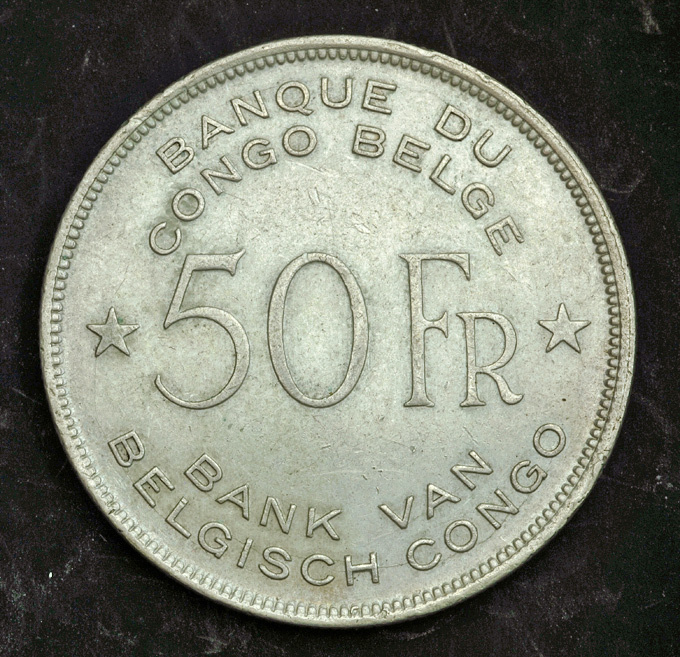 BANQUE DU
CONGO BELGE
50 FR
BANK VAN
BELGISCH CONGO